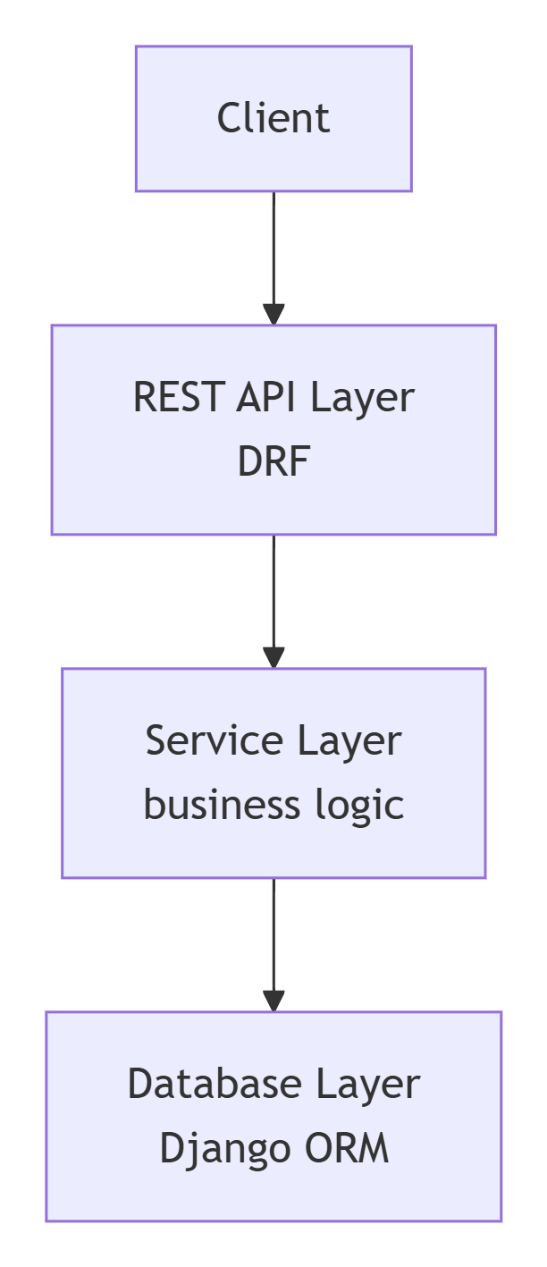 Client
REST API Layer
DRF
Service Layer
business logic
Database Layer
Django ORM